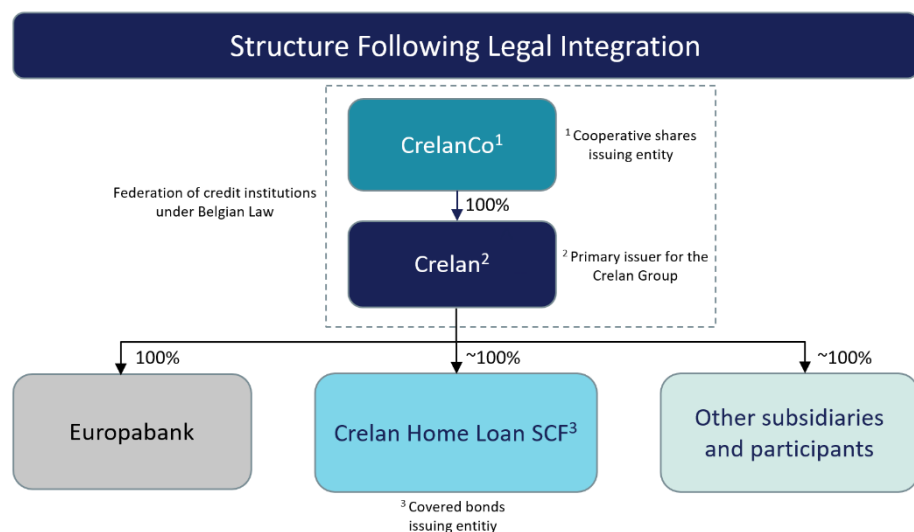 Structure Following Legal Integration
CrelanCo¹
¹ Cooperative shares
issuing entity
Federation of credit institutions
under Belgian Law
100%
Crelan²
² Primary issuer for the
Crelan Group
100%
~100%
~100%
Europabank
Crelan Home Loan SCF³
Other subsidiaries
and participants
³ Covered bonds
issuing entitiy